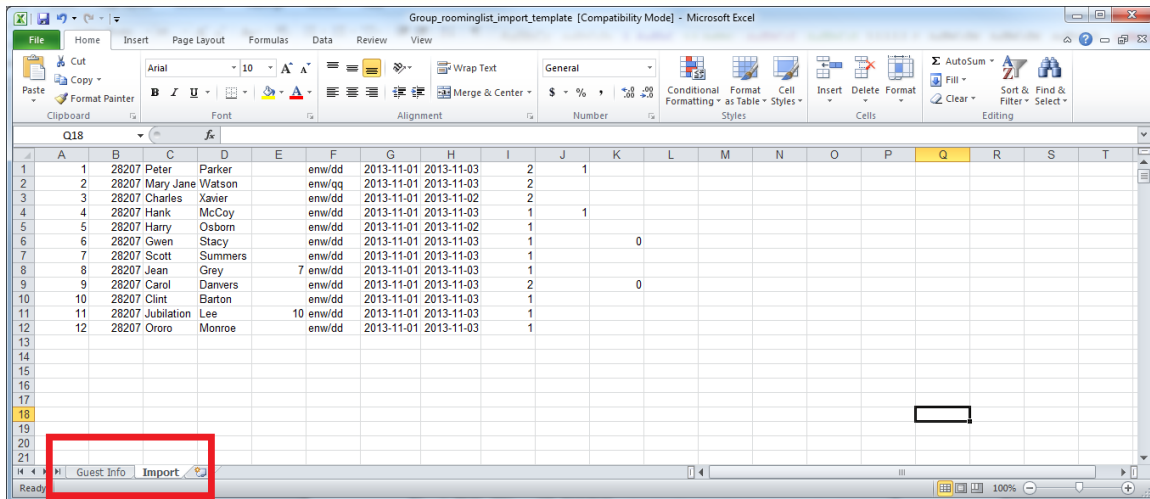 Group_roominglist_import_template [Compatibility Mode] - Microsoft Excel
File Home Insert Page Layout Formulas Data Review View
Paste Cut Copy Format Painter Clipboard
Arial 10 A A B I U A Font
Wrap Text Merge & Center Alignment
General $ % , .0 .00 .00 .0 Number
Conditional Formatting Format as Table Cell Styles Styles
Insert Delete Format Cells
Σ AutoSum Fill Clear Sort & Filter Find & Select Editing
Q18 fx
A B C D E F G H I J K L M N O P Q R S T
1 1 28207 Peter Parker enw/dd 2013-11-01 2013-11-03 2 1
2 2 28207 Mary Jane Watson enw/qq 2013-11-01 2013-11-03 2
3 3 28207 Charles Xavier enw/dd 2013-11-01 2013-11-02 2
4 4 28207 Hank McCoy enw/dd 2013-11-01 2013-11-03 1 1
5 5 28207 Harry Osborn enw/dd 2013-11-01 2013-11-02 1
6 6 28207 Gwen Stacy enw/dd 2013-11-01 2013-11-03 1 0
7 7 28207 Scott Summers enw/dd 2013-11-01 2013-11-03 1
8 8 28207 Jean Grey 7 enw/dd 2013-11-01 2013-11-03 1
9 9 28207 Carol Danvers enw/dd 2013-11-01 2013-11-03 2 0
10 10 28207 Clint Barton enw/dd 2013-11-01 2013-11-03 1
11 11 28207 Jubilation Lee 10 enw/dd 2013-11-01 2013-11-03 1
12 12 28207 Ororo Monroe enw/dd 2013-11-01 2013-11-03 1
13
14
15
16
17
18
19
20
21
Guest Info Import
Ready 100%